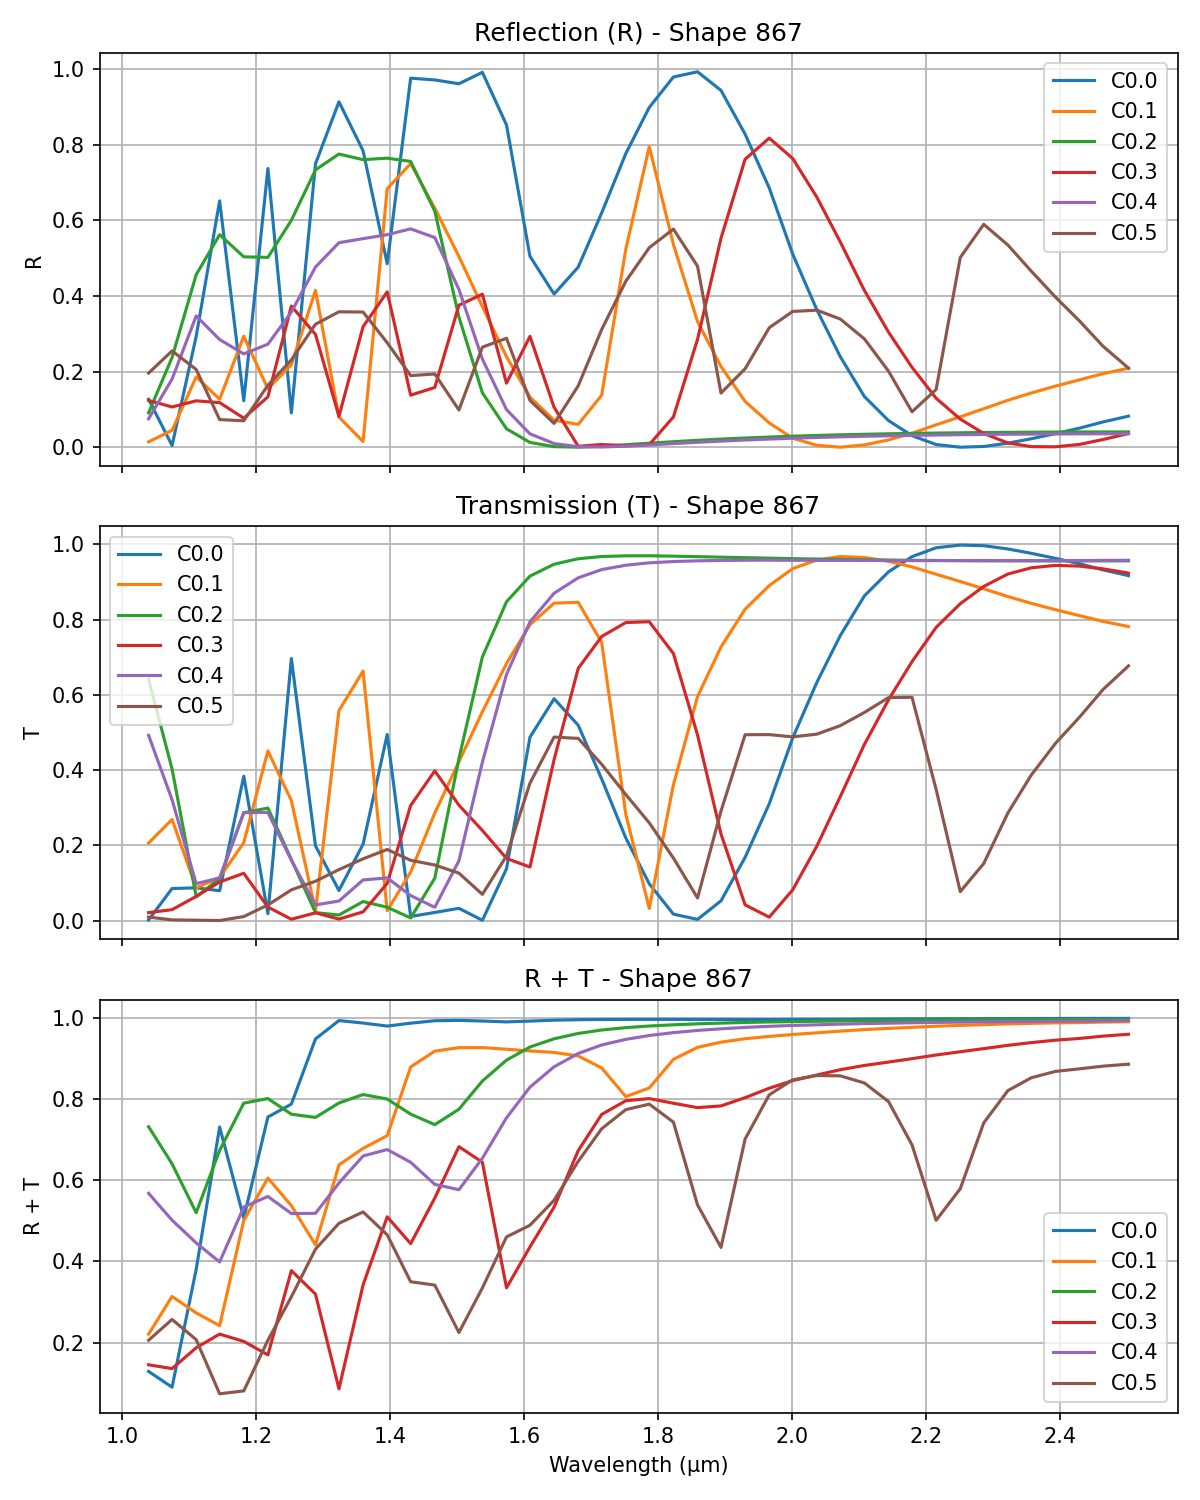 Reflection (R) - Shape 867
1.0
0.8
0.6
0.4
0.2
0.0
R
C0.0
C0.1
C0.2
C0.3
C0.4
C0.5
Transmission (T) - Shape 867
1.0
0.8
0.6
0.4
0.2
0.0
T
C0.0
C0.1
C0.2
C0.3
C0.4
C0.5
R + T - Shape 867
1.0
0.8
0.6
0.4
0.2
R + T
C0.0
C0.1
C0.2
C0.3
C0.4
C0.5
1.0 1.2 1.4 1.6 1.8 2.0 2.2 2.4
Wavelength (μm)